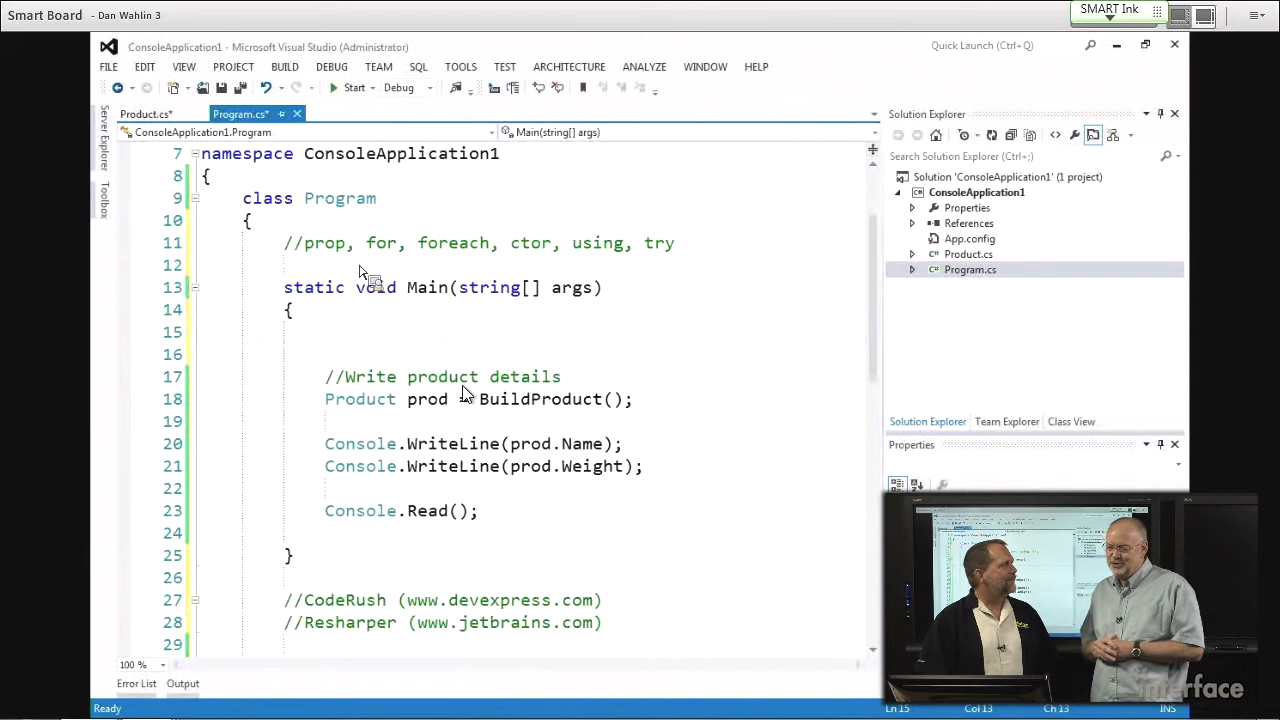 Smart Board - Dan Wahlin 3
SMART Ink
ConsoleApplication1 - Microsoft Visual Studio (Administrator)
Quick Launch (Ctrl+Q)
FILE EDIT VIEW PROJECT BUILD DEBUG TEAM SQL TOOLS TEST ARCHITECTURE ANALYZE WINDOW HELP
Start Debug
Server Explorer
Toolbox
Product.cs* Program.cs*
ConsoleApplication1.Program Main(string[] args)
7 namespace ConsoleApplication1
8 {
9 class Program
10 {
11 //prop, for, foreach, ctor, using, try
12
13 static void Main(string[] args)
14 {
15
16
17 //Write product details
18 Product prod = BuildProduct();
19
20 Console.WriteLine(prod.Name);
21 Console.WriteLine(prod.Weight);
22
23 Console.Read();
24
25 }
26
27 //CodeRush (www.devexpress.com)
28 //Resharper (www.jetbrains.com)
29
100 %
Error List Output
Solution Explorer
Search Solution Explorer (Ctrl+;)
Solution 'ConsoleApplication1' (1 project)
ConsoleApplication1
Properties
References
App.config
Product.cs
Program.cs
Solution Explorer Team Explorer Class View
Properties
interface
Ready Ln 15 Col 13 Ch 13 INS